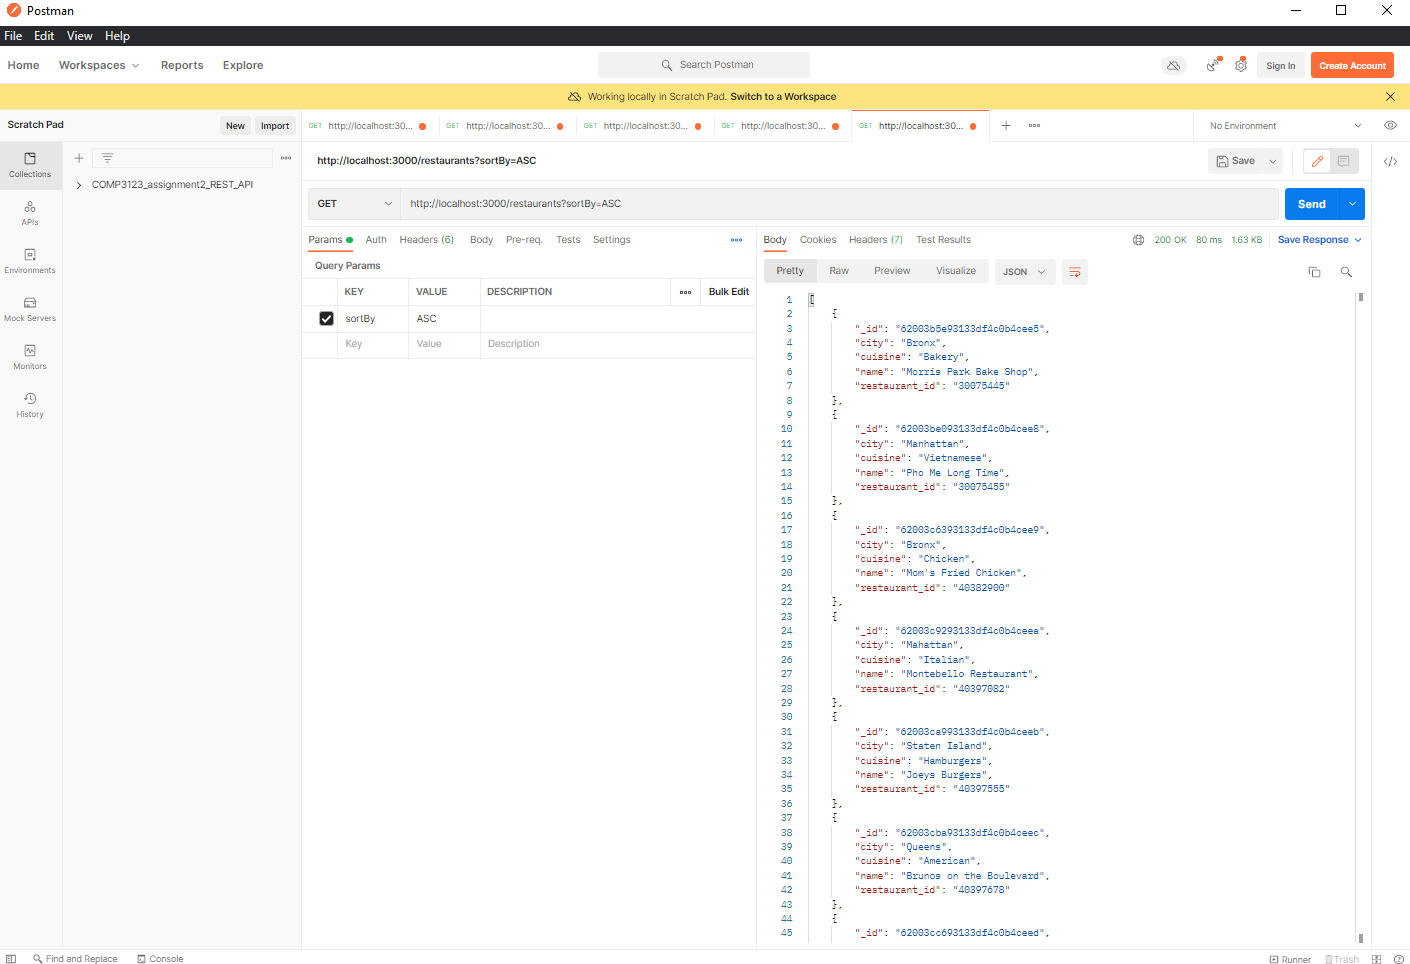 Postman
File Edit View Help
Home Workspaces Reports Explore Search Postman Sign In Create Account
Working locally in Scratch Pad. Switch to a Workspace
Scratch Pad New Import GET http://localhost:30... GET http://localhost:30... GET http://localhost:30... GET http://localhost:30... GET http://localhost:30... No Environment
Collections
COMP3123_assignment2_REST_API
APIs
Environments
Mock Servers
Monitors
History
http://localhost:3000/restaurants?sortBy=ASC Save
GET http://localhost:3000/restaurants?sortBy=ASC Send
Params Auth Headers (6) Body Pre-req. Tests Settings
Query Params
KEY VALUE DESCRIPTION Bulk Edit
sortBy ASC
Key Value Description
Body Cookies Headers (7) Test Results 200 OK 80 ms 1.63 KB Save Response
Pretty Raw Preview Visualize JSON
1 [
2 {
3 "_id": "62003b5e93133df4c0b4cee5",
4 "city": "Bronx",
5 "cuisine": "Bakery",
6 "name": "Morris Park Bake Shop",
7 "restaurant_id": "30075445"
8 },
9 {
10 "_id": "62003be093133df4c0b4cee8",
11 "city": "Manhattan",
12 "cuisine": "Vietnamese",
13 "name": "Pho Me Long Time",
14 "restaurant_id": "30075455"
15 },
16 {
17 "_id": "62003c6393133df4c0b4cee9",
18 "city": "Bronx",
19 "cuisine": "Chicken",
20 "name": "Mom's Fried Chicken",
21 "restaurant_id": "40382900"
22 },
23 {
24 "_id": "62003c9293133df4c0b4ceea",
25 "city": "Mahattan",
26 "cuisine": "Italian",
27 "name": "Montebello Restaurant",
28 "restaurant_id": "40397082"
29 },
30 {
31 "_id": "62003ca993133df4c0b4ceeb",
32 "city": "Staten Island",
33 "cuisine": "Hamburgers",
34 "name": "Joeys Burgers",
35 "restaurant_id": "40397555"
36 },
37 {
38 "_id": "62003cba93133df4c0b4ceec",
39 "city": "Queens",
40 "cuisine": "American",
41 "name": "Brunos on the Boulevard",
42 "restaurant_id": "40397678"
43 },
44 {
45 "_id": "62003cc693133df4c0b4ceed",
Find and Replace Console Runner Trash